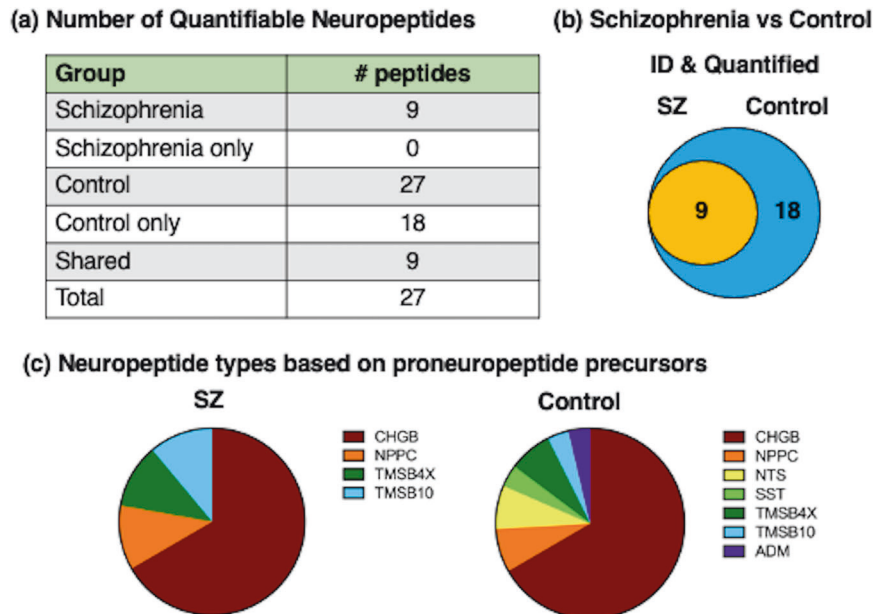 (a) Number of Quantifiable Neuropeptides
Group # peptides
Schizophrenia 9
Schizophrenia only 0
Control 27
Control only 18
Shared 9
Total 27
(b) Schizophrenia vs Control
ID & Quantified
SZ Control
9 18
(c) Neuropeptide types based on proneuropeptide precursors
SZ
CHGB
NPPC
TMSB4X
TMSB10
Control
CHGB
NPPC
NTS
SST
TMSB4X
TMSB10
ADM